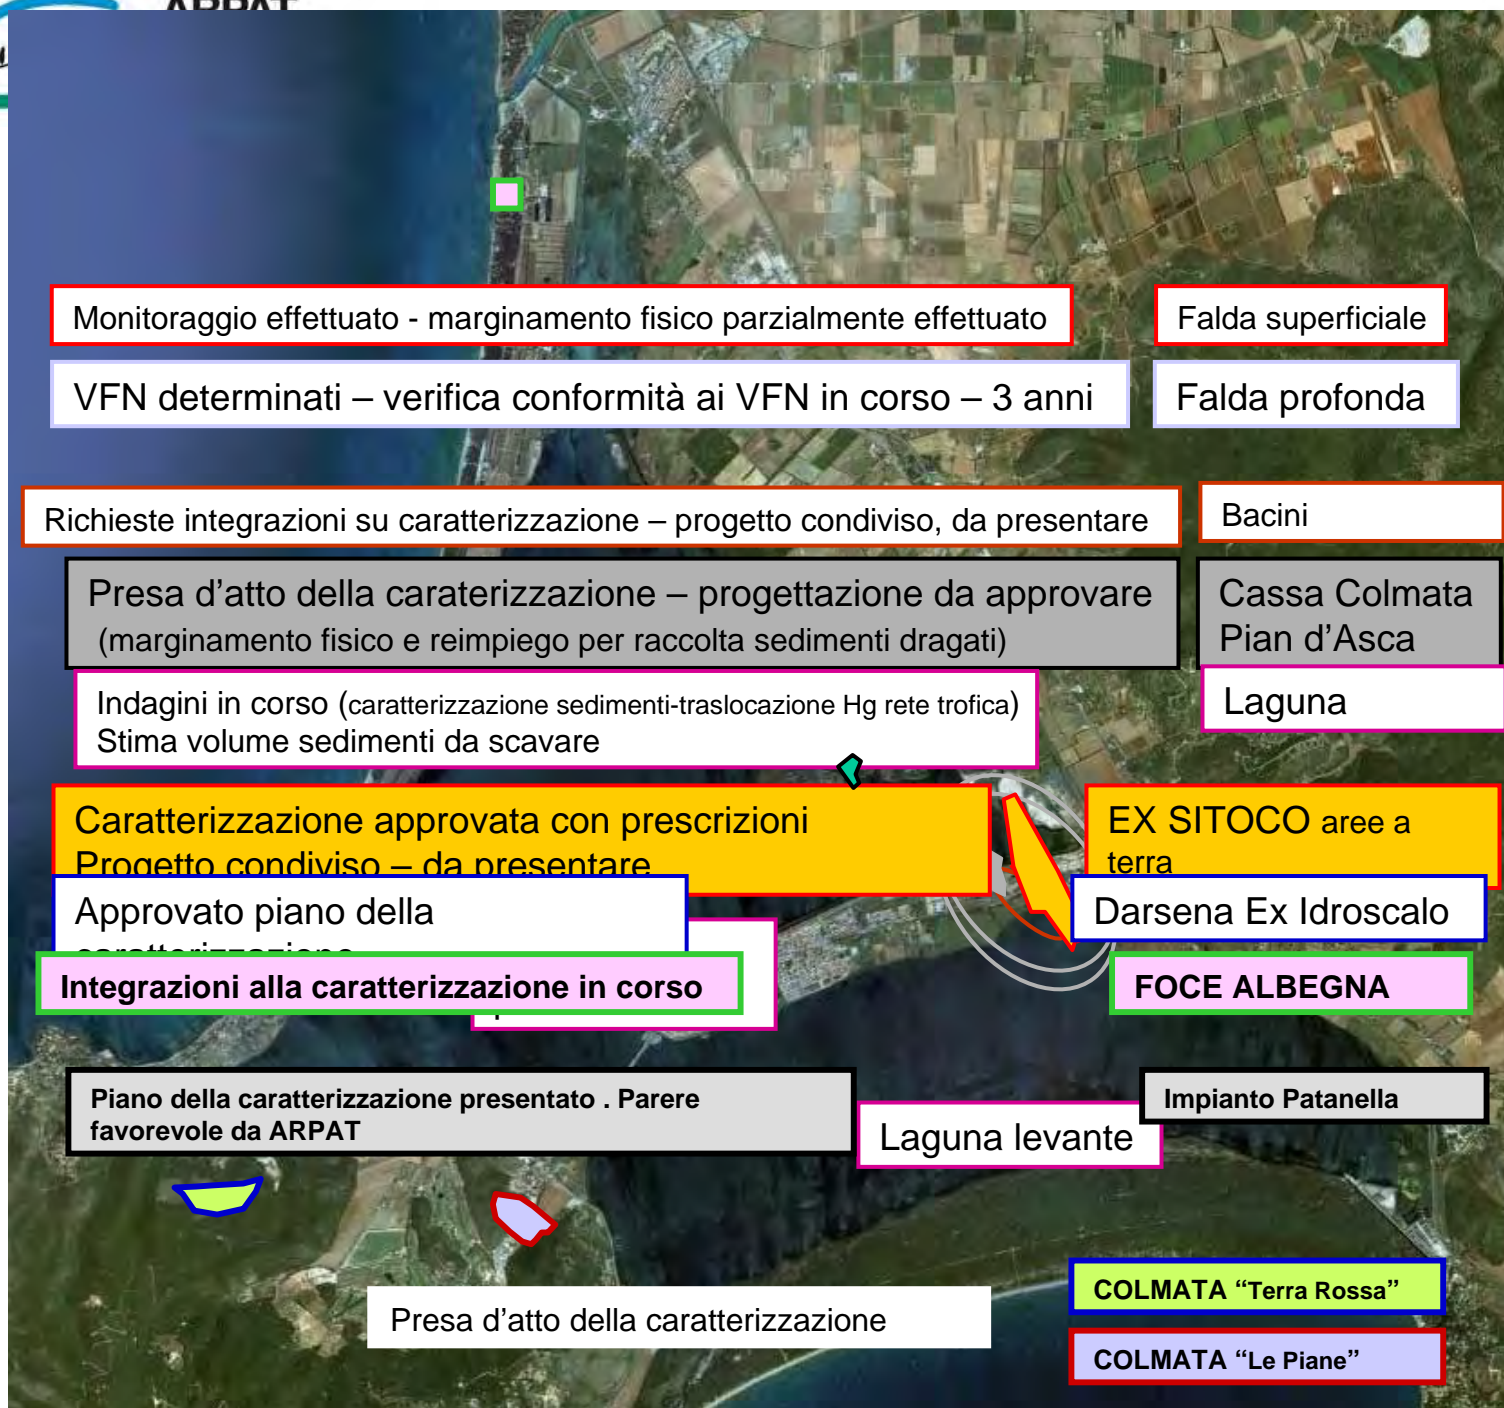 ARPAT
Monitoraggio effettuato - marginamento fisico parzialmente effettuato
Falda superficiale
VFN determinati – verifica conformità ai VFN in corso – 3 anni
Falda profonda
Richieste integrazioni su caratterizzazione – progetto condiviso, da presentare
Bacini
Presa d’atto della caraterizzazione – progettazione da approvare
(marginamento fisico e reimpiego per raccolta sedimenti dragati)
Cassa Colmata
Pian d’Asca
Indagini in corso (caratterizzazione sedimenti-traslocazione Hg rete trofica)
Stima volume sedimenti da scavare
Laguna
Caratterizzazione approvata con prescrizioni
Progetto condiviso – da presentare
EX SITOCO aree a
terra
Approvato piano della
caratterizzazione
Darsena Ex Idroscalo
Integrazioni alla caratterizzazione in corso
FOCE ALBEGNA
Piano della caratterizzazione presentato . Parere
favorevole da ARPAT
Impianto Patanella
Laguna levante
Presa d’atto della caratterizzazione
COLMATA “Terra Rossa”
COLMATA “Le Piane”